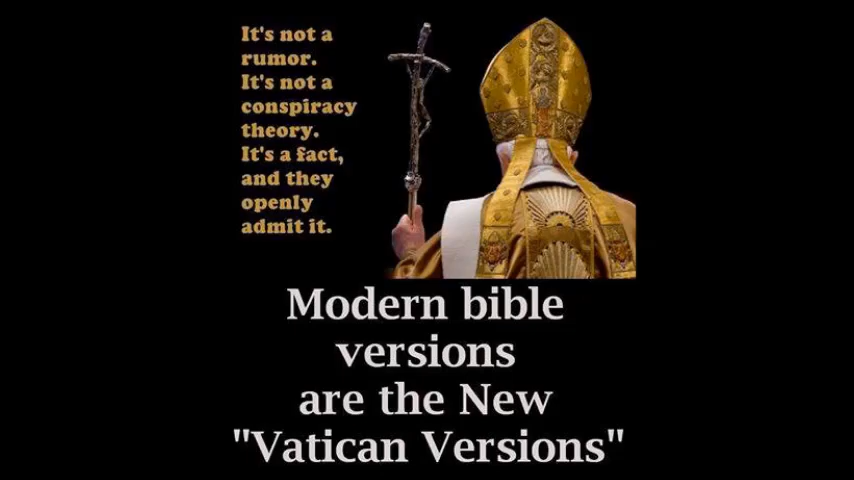 It's not a
rumor.
It's not a
conspiracy
theory.
It's a fact,
and they
openly
admit it.
Modern bible
versions
are the New
"Vatican Versions"